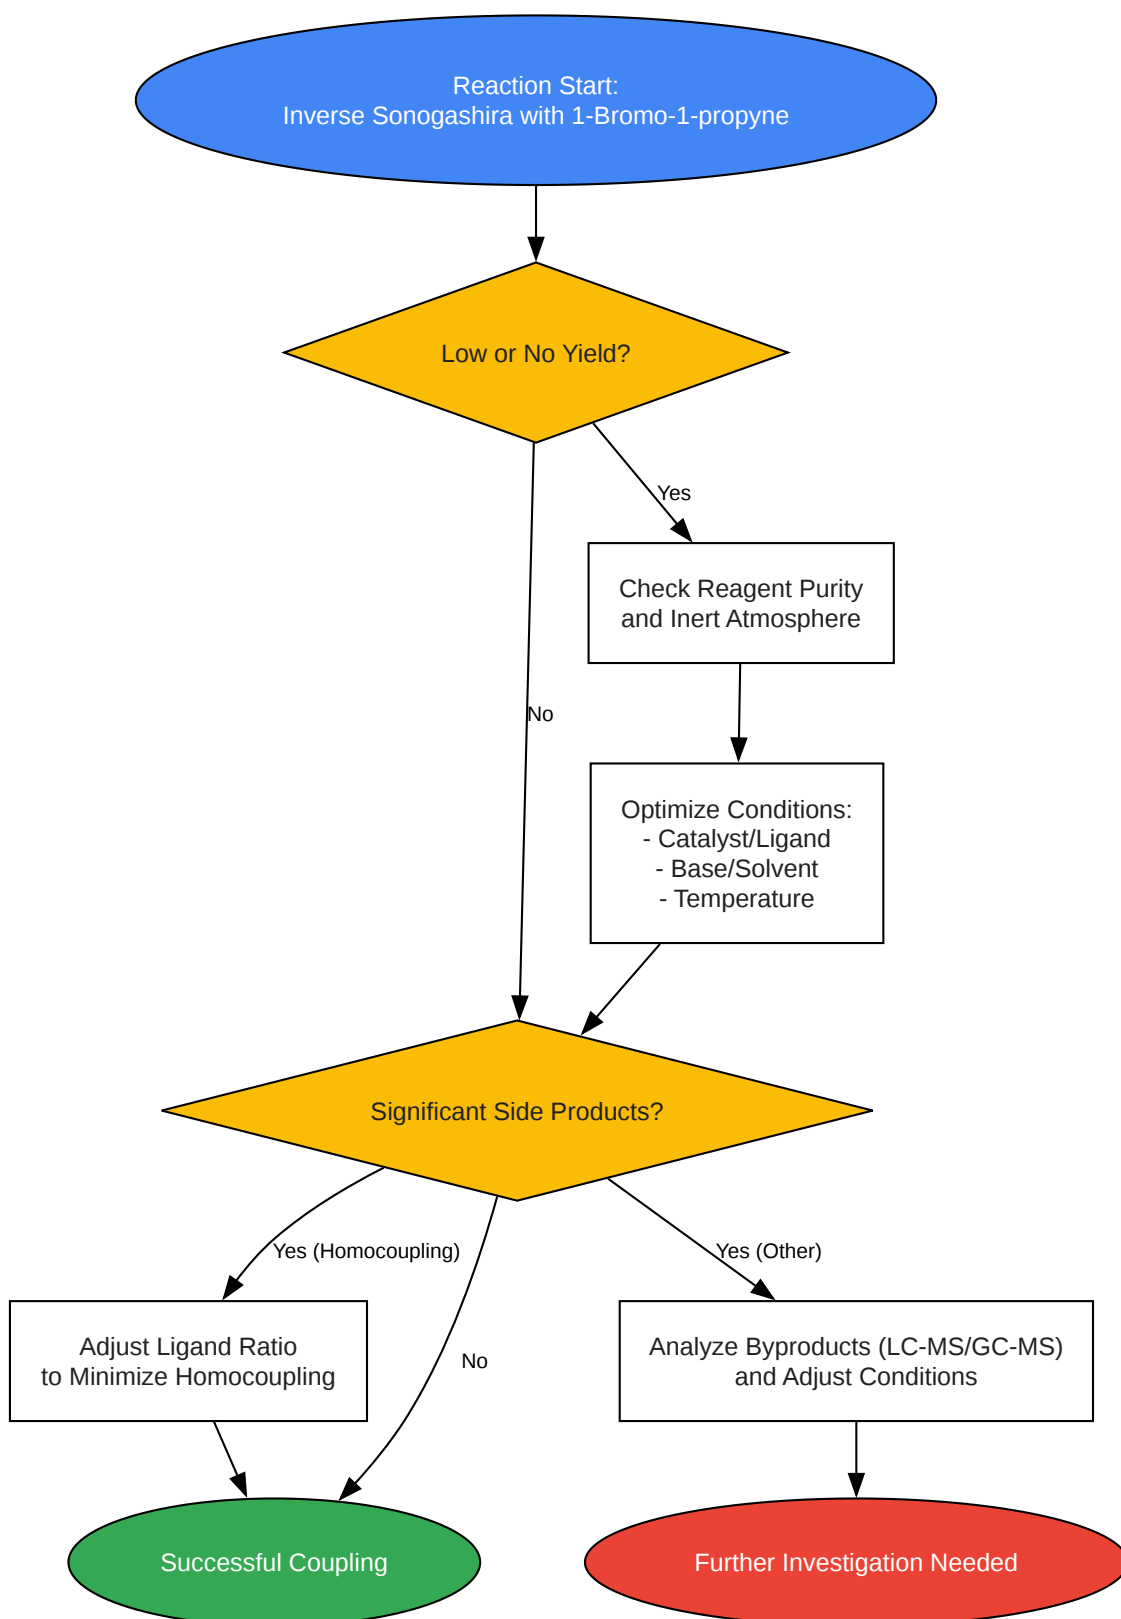 Reaction Start:
Inverse Sonogashira with 1-Bromo-1-propyne
Low or No Yield?
Yes
Check Reagent Purity
and Inert Atmosphere
No
Optimize Conditions:
- Catalyst/Ligand
- Base/Solvent
- Temperature
Significant Side Products?
Yes (Homocoupling)
Yes (Other)
Adjust Ligand Ratio
to Minimize Homocoupling
No
Analyze Byproducts (LC-MS/GC-MS)
and Adjust Conditions
Successful Coupling
Further Investigation Needed